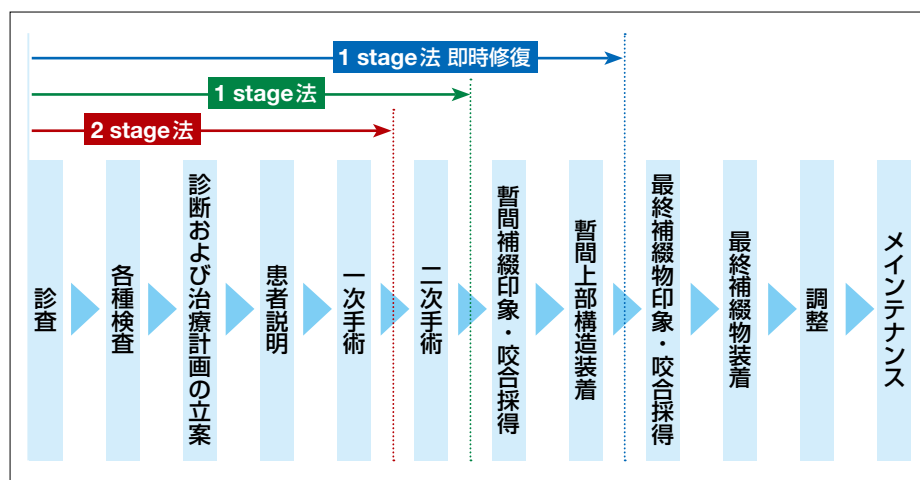 1 stage法 即時修復
1 stage法
2 stage法
診査
各種検査
診断および治療計画の立案
患者説明
一次手術
二次手術
暫間補綴印象・咬合採得
暫間上部構造装着
最終補綴物印象・咬合採得
最終補綴物装着
調整
メインテナンス